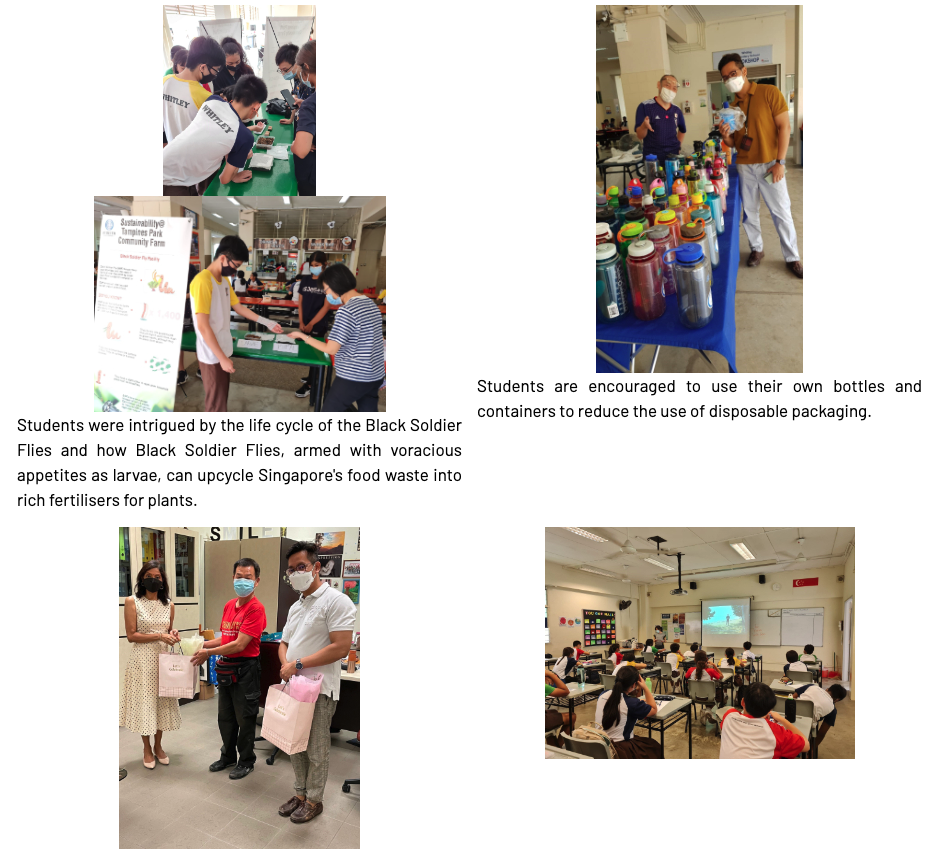 WHITLEY
WHITLEY
Sustainability@
Tampines Park
Community Farm
Students were intrigued by the life cycle of the Black Soldier
Flies and how Black Soldier Flies, armed with voracious
appetites as larvae, can upcycle Singapore's food waste into
rich fertilisers for plants.
Students are encouraged to use their own bottles and
containers to reduce the use of disposable packaging.